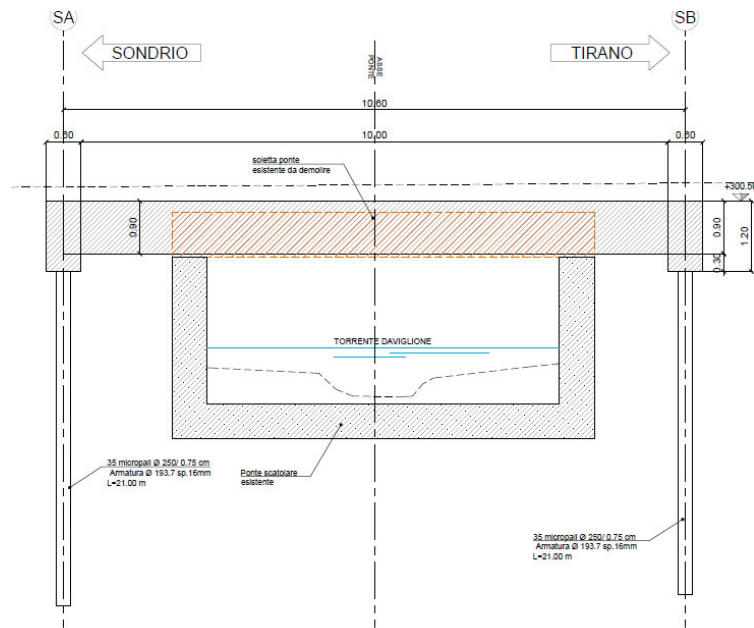 SA
SB
SONDRIO
TIRANO
ASSE
PONTE
10.60
0.60
10.00
0.60
soletta ponte
esistente da demolire
+300.5
0.90
0.90
1.20
0.30
TORRENTE DAVIGLIONE
35 micropali Ø 250/ 0.75 cm
Armatura Ø 193.7 sp.16mm
L=21.00 m
Ponte scatolare
esistente
35 micropali Ø 250/ 0.75 cm
Armatura Ø 193.7 sp.16mm
L=21.00 m